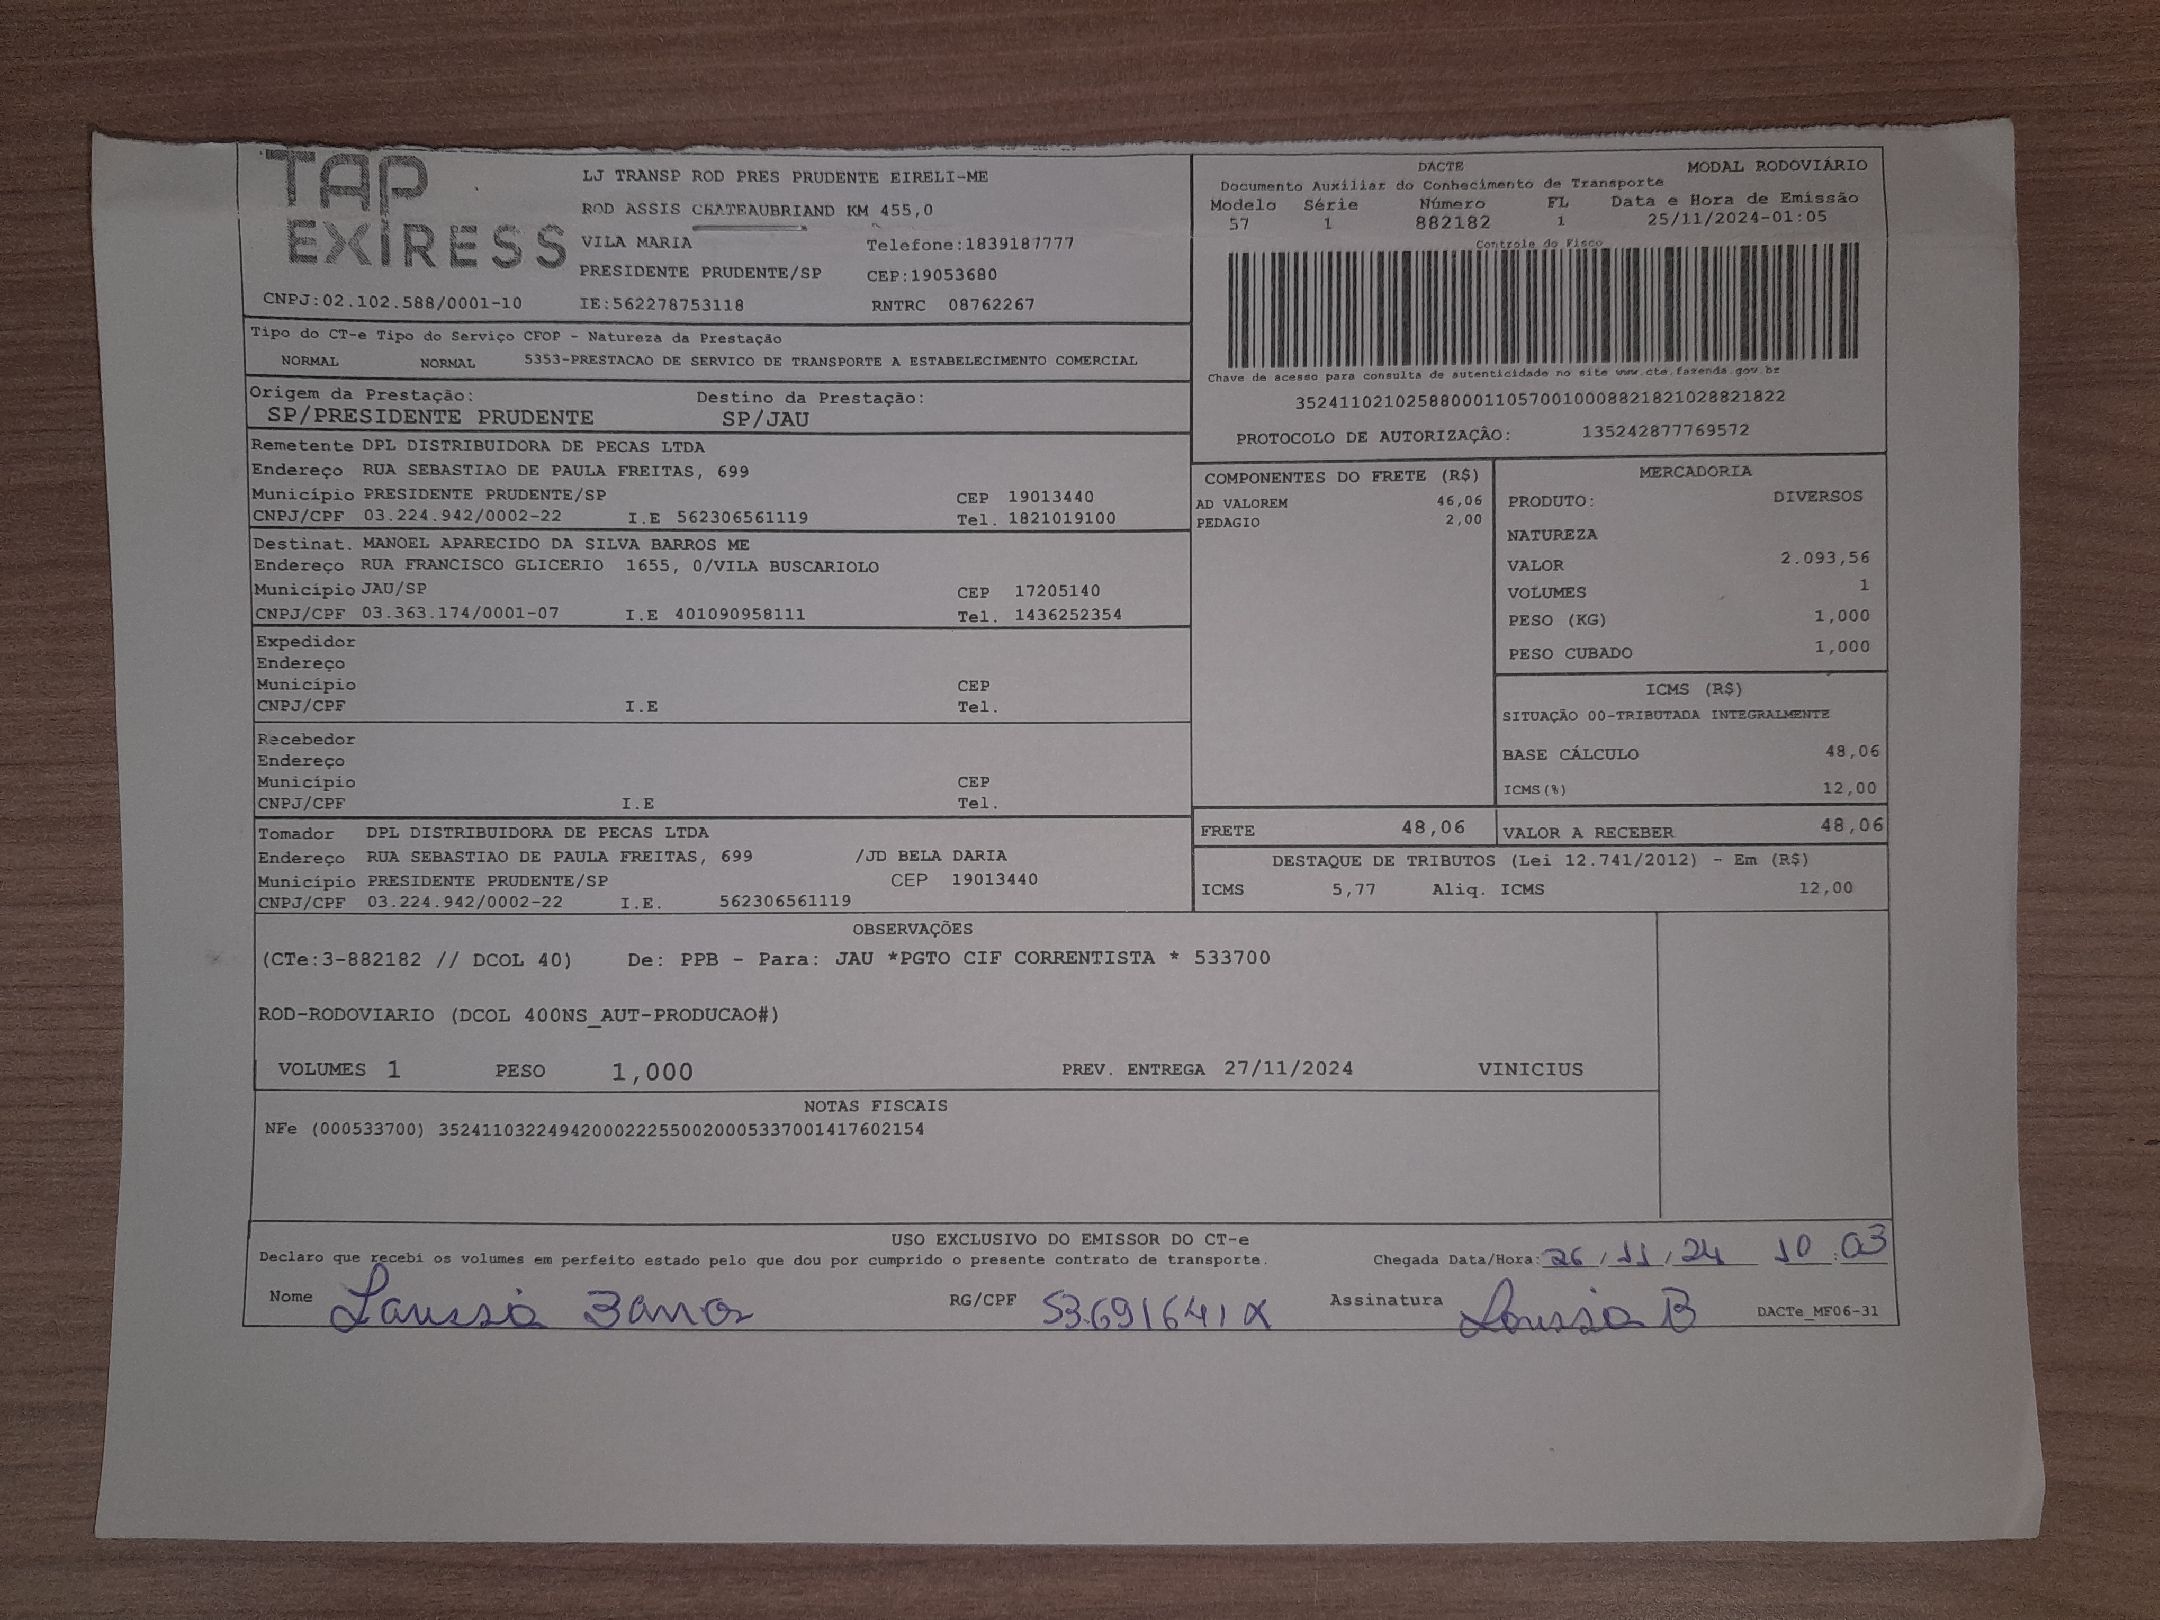 TAP
EXIRESS
LJ TRANSP ROD PRES PRUDENTE EIRELI-ME
ROD ASSIS CHATEAUBRIAND KM 455,0
VILA MARIA Telefone:1839187777
PRESIDENTE PRUDENTE/SP CEP:19053680
CNPJ:02.102.588/0001-10 IE:562278753118 RNTRC 08762267
DACTE MODAL RODOVIÁRIO
Documento Auxiliar do Conhecimento de Transporte
Modelo Série Número FL Data e Hora de Emissão
57 1 882182 1 25/11/2024-01:05
Controle do Fisco
Chave de acesso para consulta de autenticidade no site www.cte.fazenda.gov.br
35241102102588000110570010008821821028821822
PROTOCOLO DE AUTORIZAÇÂO: 135242877769572
Tipo do CT-e Tipo do Serviço CFOP - Natureza da Prestação
NORMAL NORMAL 5353-PRESTACAO DE SERVICO DE TRANSPORTE A ESTABELECIMENTO COMERCIAL
Origem da Prestação: Destino da Prestação:
SP/PRESIDENTE PRUDENTE SP/JAU
Remetente DPL DISTRIBUIDORA DE PECAS LTDA
Endereço RUA SEBASTIAO DE PAULA FREITAS, 699
Município PRESIDENTE PRUDENTE/SP CEP 19013440
CNPJ/CPF 03.224.942/0002-22 I.E 562306561119 Tel. 1821019100
Destinat. MANOEL APARECIDO DA SILVA BARROS ME
Endereço RUA FRANCISCO GLICERIO 1655, 0/VILA BUSCARIOLO
Município JAU/SP CEP 17205140
CNPJ/CPF 03.363.174/0001-07 I.E 401090958111 Tel. 1436252354
Expedidor
Endereço
Município CEP
CNPJ/CPF I.E Tel.
Recebedor
Endereço
Município CEP
CNPJ/CPF I.E Tel.
Tomador DPL DISTRIBUIDORA DE PECAS LTDA
Endereço RUA SEBASTIAO DE PAULA FREITAS, 699 /JD BELA DARIA
Município PRESIDENTE PRUDENTE/SP CEP 19013440
CNPJ/CPF 03.224.942/0002-22 I.E. 562306561119
COMPONENTES DO FRETE (R$)
AD VALOREM 46,06
PEDAGIO 2,00
MERCADORIA
PRODUTO: DIVERSOS
NATUREZA
VALOR 2.093,56
VOLUMES 1
PESO (KG) 1,000
PESO CUBADO 1,000
ICMS (R$)
SITUAÇÃO 00-TRIBUTADA INTEGRALMENTE
BASE CÁLCULO 48,06
ICMS(%) 12,00
FRETE 48,06 VALOR A RECEBER 48,06
DESTAQUE DE TRIBUTOS (Lei 12.741/2012) - Em (R$)
ICMS 5,77 Aliq. ICMS 12,00
OBSERVAÇÕES
(CTe:3-882182 // DCOL 40) De: PPB - Para: JAU *PGTO CIF CORRENTISTA * 533700
ROD-RODOVIARIO (DCOL 400NS_AUT-PRODUCAO#)
VOLUMES 1 PESO 1,000 PREV. ENTREGA 27/11/2024 VINICIUS
NOTAS FISCAIS
NFe (000533700) 35241103224942000222550020005337001417602154
USO EXCLUSIVO DO EMISSOR DO CT-e
Declaro que recebi os volumes em perfeito estado pelo que dou por cumprido o presente contrato de transporte. Chegada Data/Hora: 26/11/24 10:03
Nome RG/CPF 53.691641X Assinatura DACTe_MF06-31